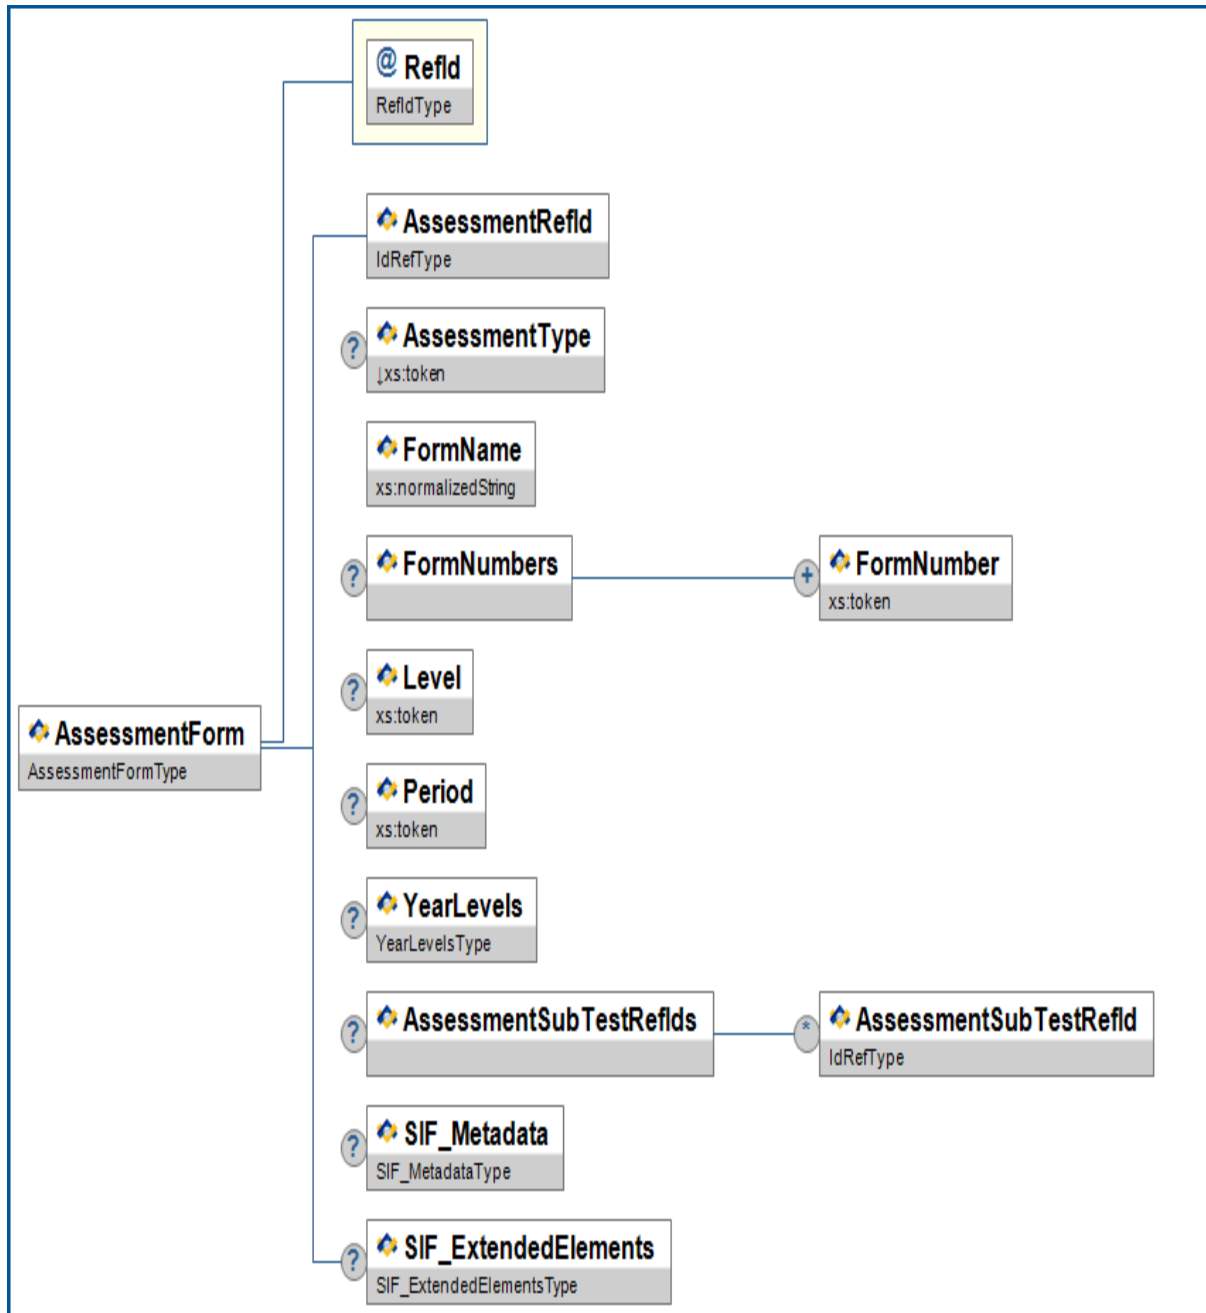 @ RefId
RefIdType
AssessmentRefId
IdRefType
? AssessmentType
↓xs:token
FormName
xs:normalizedString
? FormNumbers
+ FormNumber
xs:token
? Level
xs:token
AssessmentForm
AssessmentFormType
? Period
xs:token
? YearLevels
YearLevelsType
? AssessmentSubTestRefIds
* AssessmentSubTestRefId
IdRefType
? SIF_Metadata
SIF_MetadataType
? SIF_ExtendedElements
SIF_ExtendedElementsType